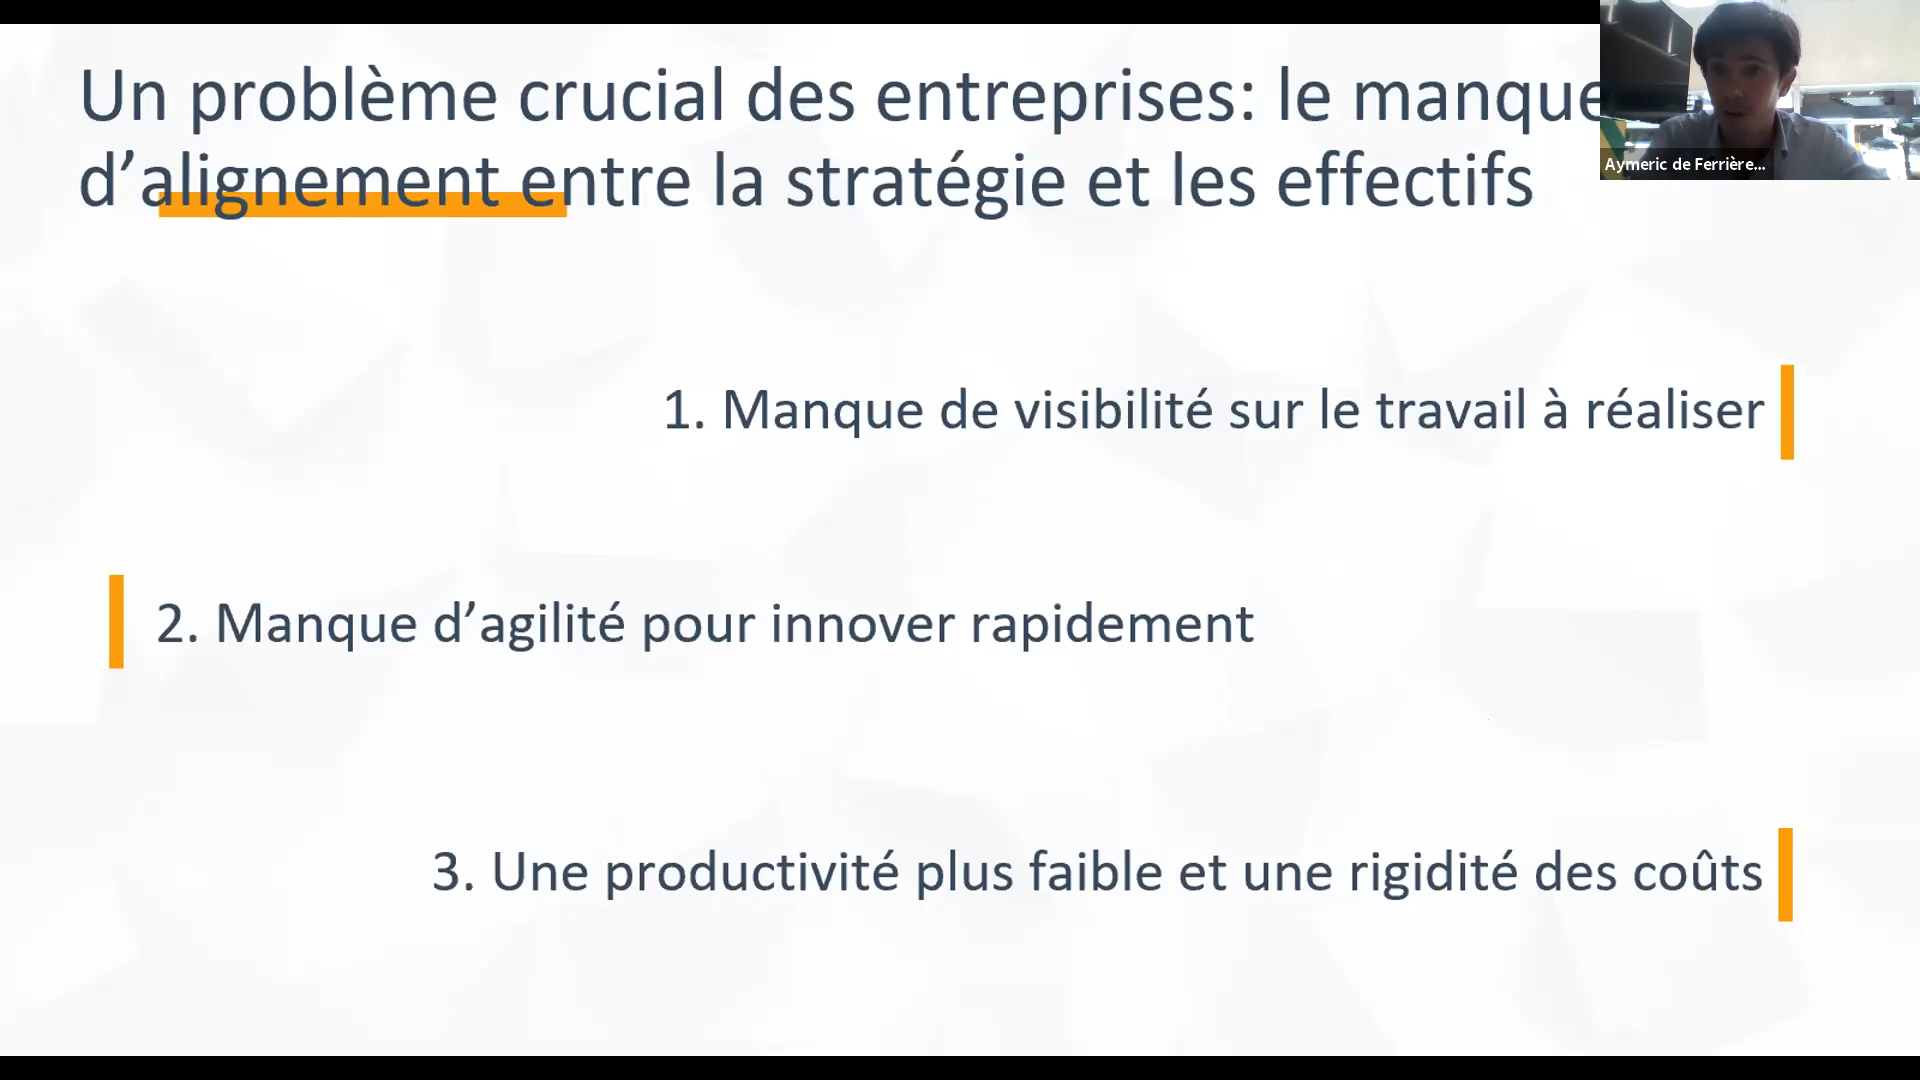 Un problème crucial des entreprises: le manque
d’alignement entre la stratégie et les effectifs
Aymeric de Ferrière...
1. Manque de visibilité sur le travail à réaliser
2. Manque d’agilité pour innover rapidement
3. Une productivité plus faible et une rigidité des coûts